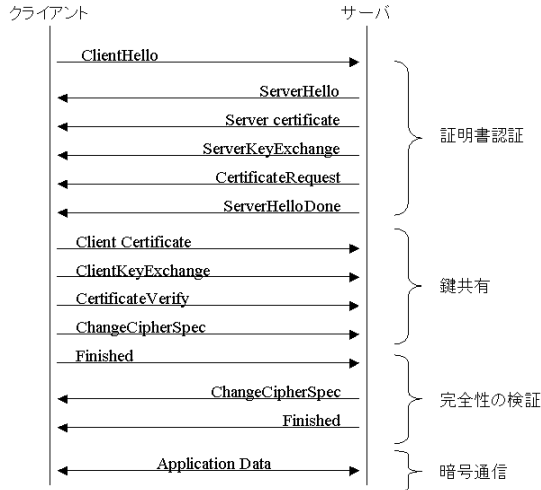 クライアント
サーバ
ClientHello
ServerHello
Server certificate
ServerKeyExchange
CertificateRequest
ServerHelloDone
証明書認証
Client Certificate
ClientKeyExchange
CertificateVerify
ChangeCipherSpec
鍵共有
Finished
ChangeCipherSpec
Finished
完全性の検証
Application Data
暗号通信